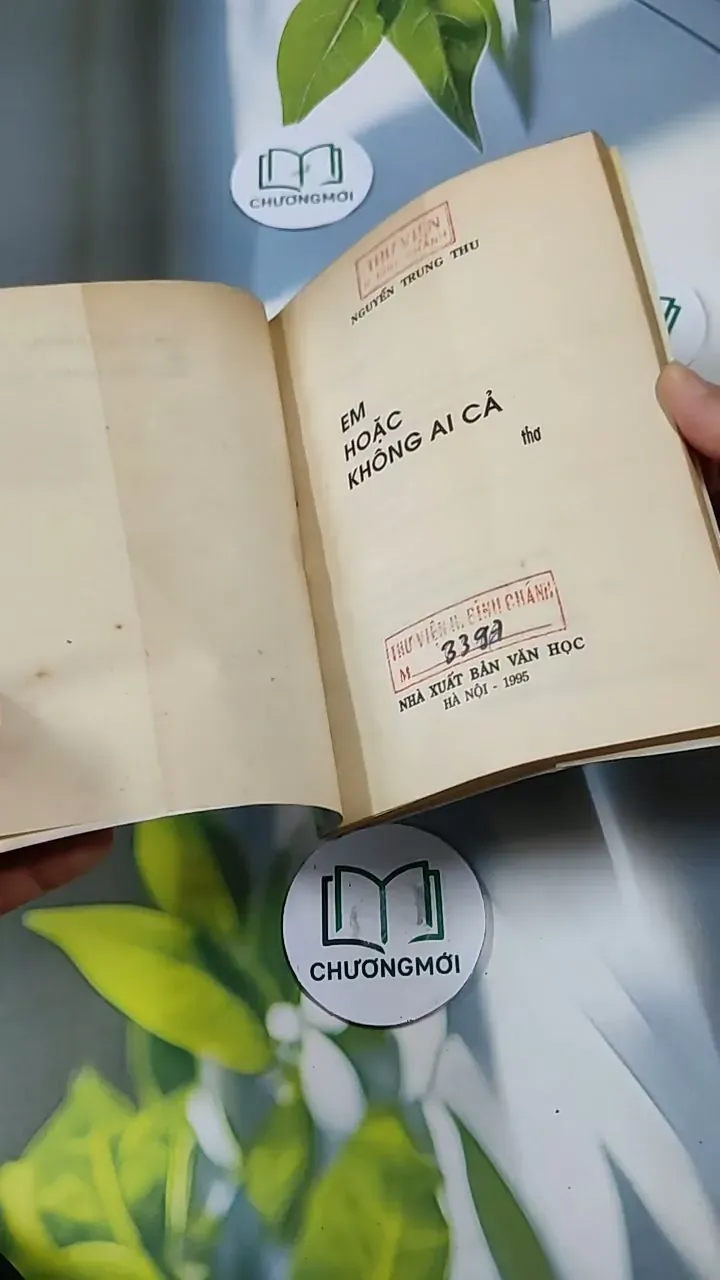 CHƯƠNGMỚI
THƯ VIỆN
NGUYỄN TRUNG THU
EM
HOẶC
KHÔNG AI CẢ
thơ
THƯ VIỆN H. BÌNH CHÁNH
M 3397
NHÀ XUẤT BẢN VĂN HỌC
HÀ NỘI - 1995
CHƯƠNGMỚI